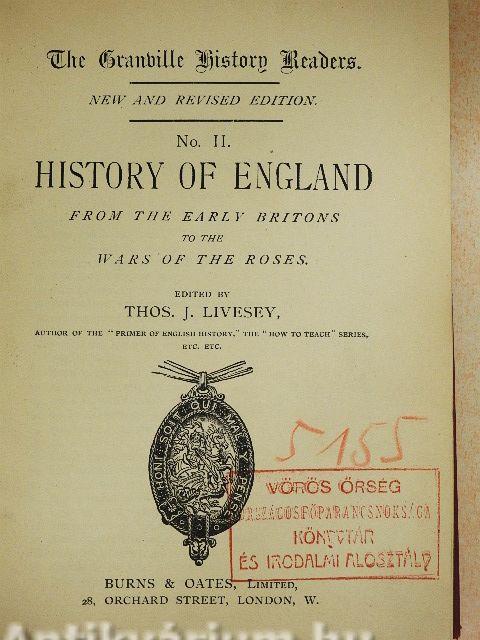 The Granville History Readers.
NEW AND REVISED EDITION.
No. II.
HISTORY OF ENGLAND
FROM THE EARLY BRITONS
TO THE
WARS OF THE ROSES.
EDITED BY
THOS. J. LIVESEY,
AUTHOR OF THE "PRIMER OF ENGLISH HISTORY," THE "HOW TO TEACH" SERIES,
ETC. ETC.
HONI SOIT QUI MAL Y PENSE
5155
VÖRÖS ŐRSÉG
ORSZÁGOSFŐPARANCSNOKSÁGA
KÖNYVTÁR
ÉS IRODALMI ALOSZTÁLY
BURNS & OATES, LIMITED,
28, ORCHARD STREET, LONDON, W.
Antikvárium.hu